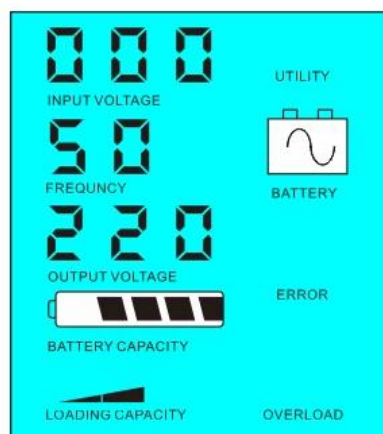 000
UTILITY
INPUT VOLTAGE
50
FREQUNCY
BATTERY
220
OUTPUT VOLTAGE
ERROR
BATTERY CAPACITY
LOADING CAPACITY
OVERLOAD